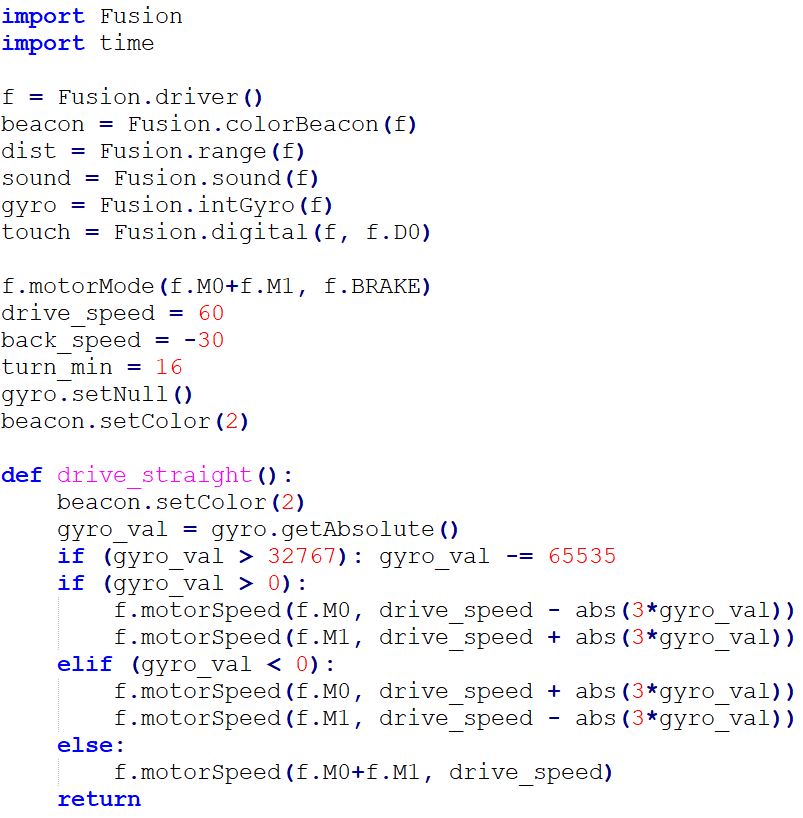 import Fusion
import time

f = Fusion.driver()
beacon = Fusion.colorBeacon(f)
dist = Fusion.range(f)
sound = Fusion.sound(f)
gyro = Fusion.intGyro(f)
touch = Fusion.digital(f, f.D0)

f.motorMode(f.M0+f.M1, f.BRAKE)
drive_speed = 60
back_speed = -30
turn_min = 16
gyro.setNull()
beacon.setColor(2)

def drive_straight():
    beacon.setColor(2)
    gyro_val = gyro.getAbsolute()
    if (gyro_val > 32767): gyro_val -= 65535
    if (gyro_val > 0):
        f.motorSpeed(f.M0, drive_speed - abs(3*gyro_val))
        f.motorSpeed(f.M1, drive_speed + abs(3*gyro_val))
    elif (gyro_val < 0):
        f.motorSpeed(f.M0, drive_speed + abs(3*gyro_val))
        f.motorSpeed(f.M1, drive_speed - abs(3*gyro_val))
    else:
        f.motorSpeed(f.M0+f.M1, drive_speed)
    return